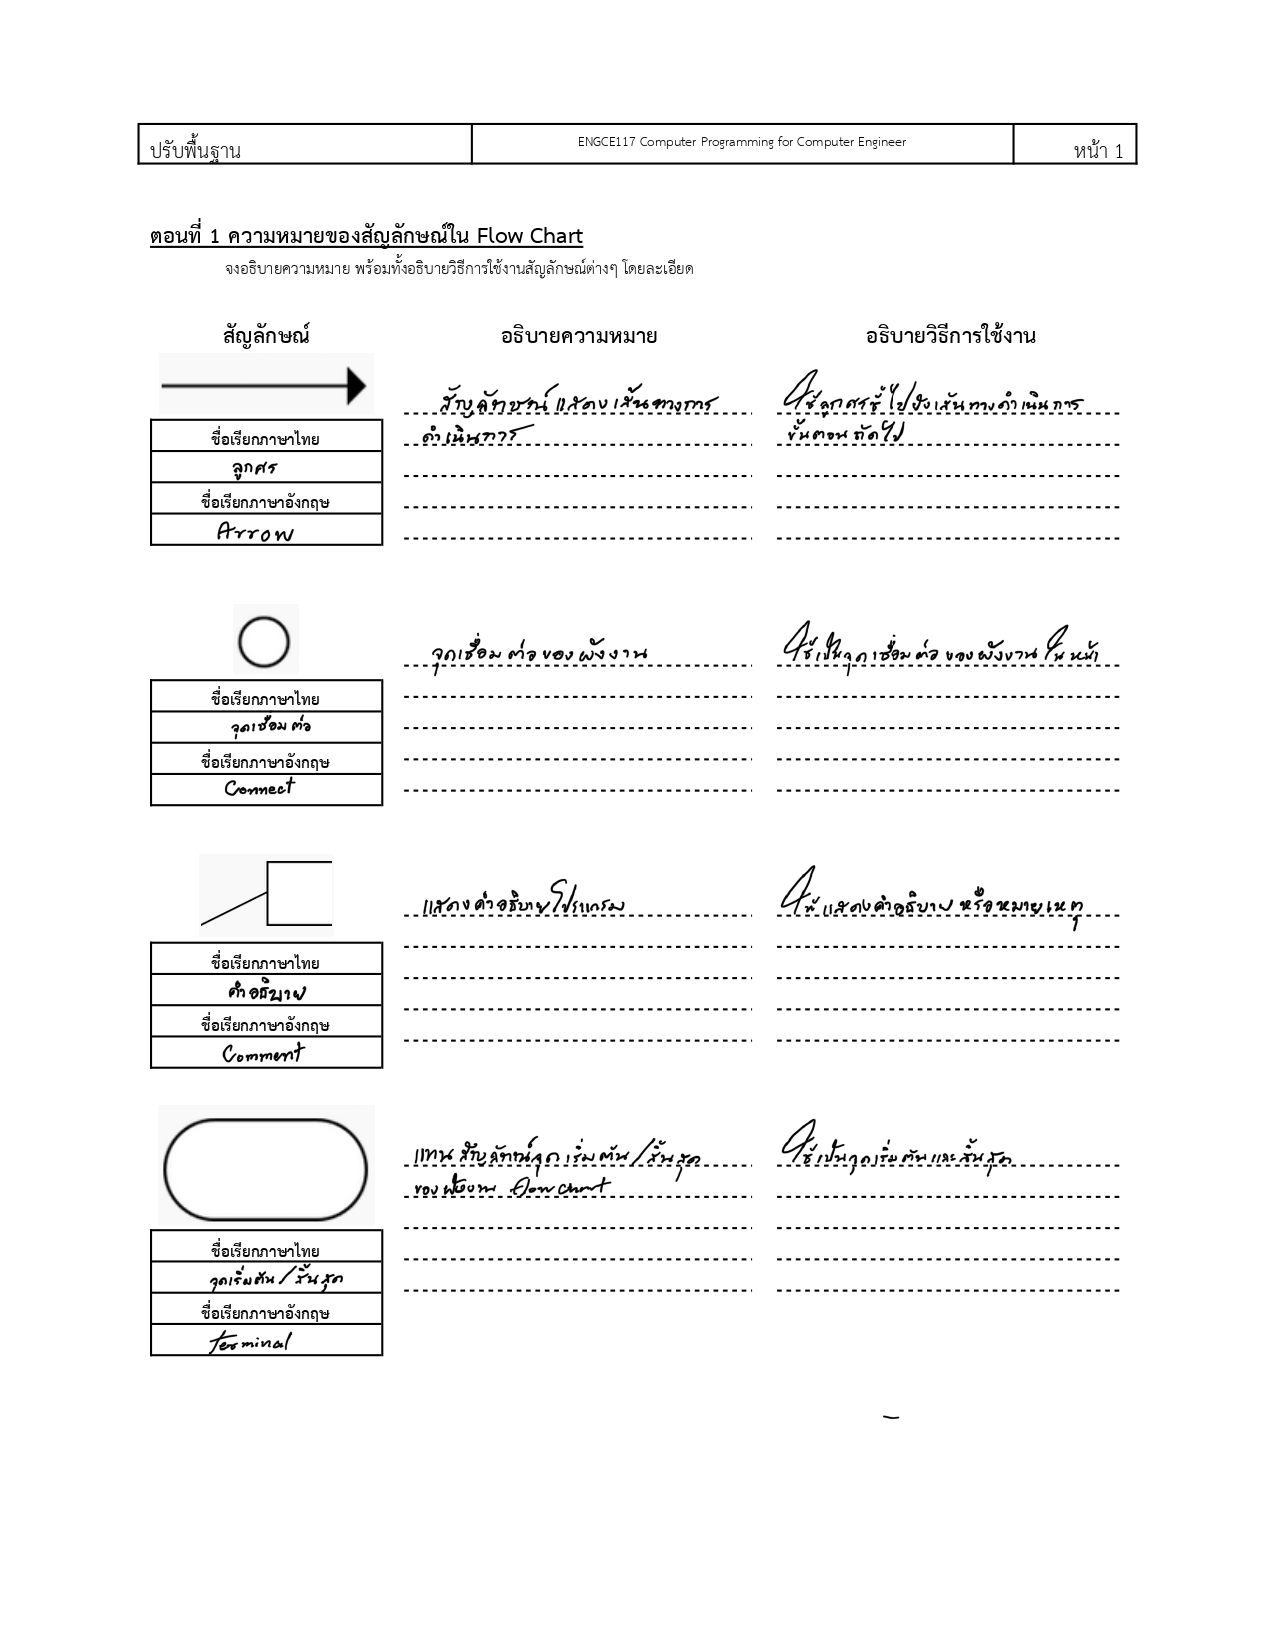 ปรับพื้นฐาน ENGCE117 Computer Programming for Computer Engineer หน้า 1
ตอนที่ 1 ความหมายของสัญลักษณ์ใน Flow Chart
จงอธิบายความหมาย พร้อมทั้งอธิบายวิธีการใช้งานสัญลักษณ์ต่างๆ โดยละเอียด
สัญลักษณ์ อธิบายความหมาย อธิบายวิธีการใช้งาน
สัญลักษณ์ แสดงเส้นทางการ ใช้ลูกศรชี้ไปยังเส้นทางดำเนินการ
ดำเนินการ ขั้นตอนถัดไป
ชื่อเรียกภาษาไทย
ลูกศร
ชื่อเรียกภาษาอังกฤษ
Arrow
จุดเชื่อมต่อของผังงาน ใช้เป็นจุดเชื่อมต่อของผังงานในหน้า
ชื่อเรียกภาษาไทย
จุดเชื่อมต่อ
ชื่อเรียกภาษาอังกฤษ
Connect
แสดงคำอธิบายโปรแกรม ใช้แสดงคำอธิบายหรือหมายเหตุ
ชื่อเรียกภาษาไทย
คำอธิบาย
ชื่อเรียกภาษาอังกฤษ
Comment
แทนสัญลักษณ์จุดเริ่มต้น/สิ้นสุด ใช้เป็นจุดเริ่มต้นและสิ้นสุด
ของผังงาน flow chart
ชื่อเรียกภาษาไทย
จุดเริ่มต้น/สิ้นสุด
ชื่อเรียกภาษาอังกฤษ
Terminal